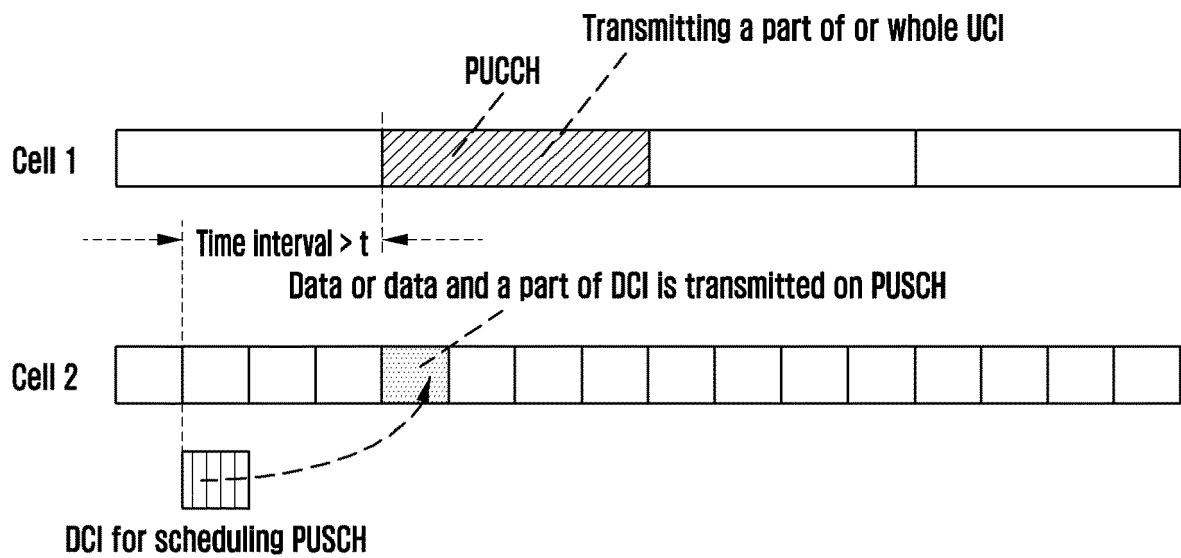 Transmitting a part of or whole UCI
PUCCH
Cell 1
Time interval > t
Data or data and a part of DCI is transmitted on PUSCH
Cell 2
DCI for scheduling PUSCH